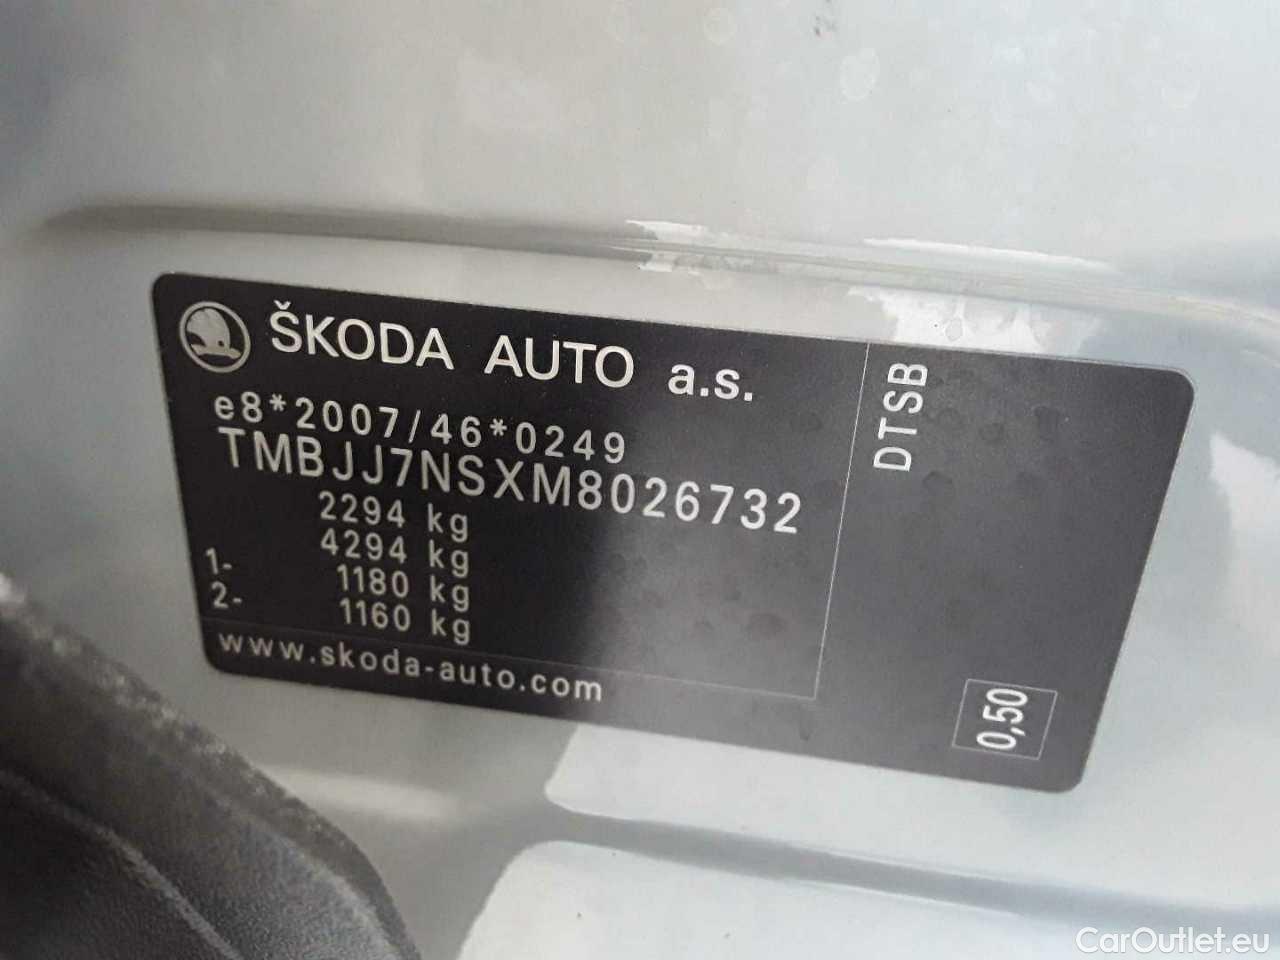 ŠKODA AUTO a.s.
e8*2007/46*0249
TMBJJ7NSXM8026732
2294 kg
4294 kg
1- 1180 kg
2- 1160 kg
www.skoda-auto.com
DTSB
0,50
CarOutlet.eu